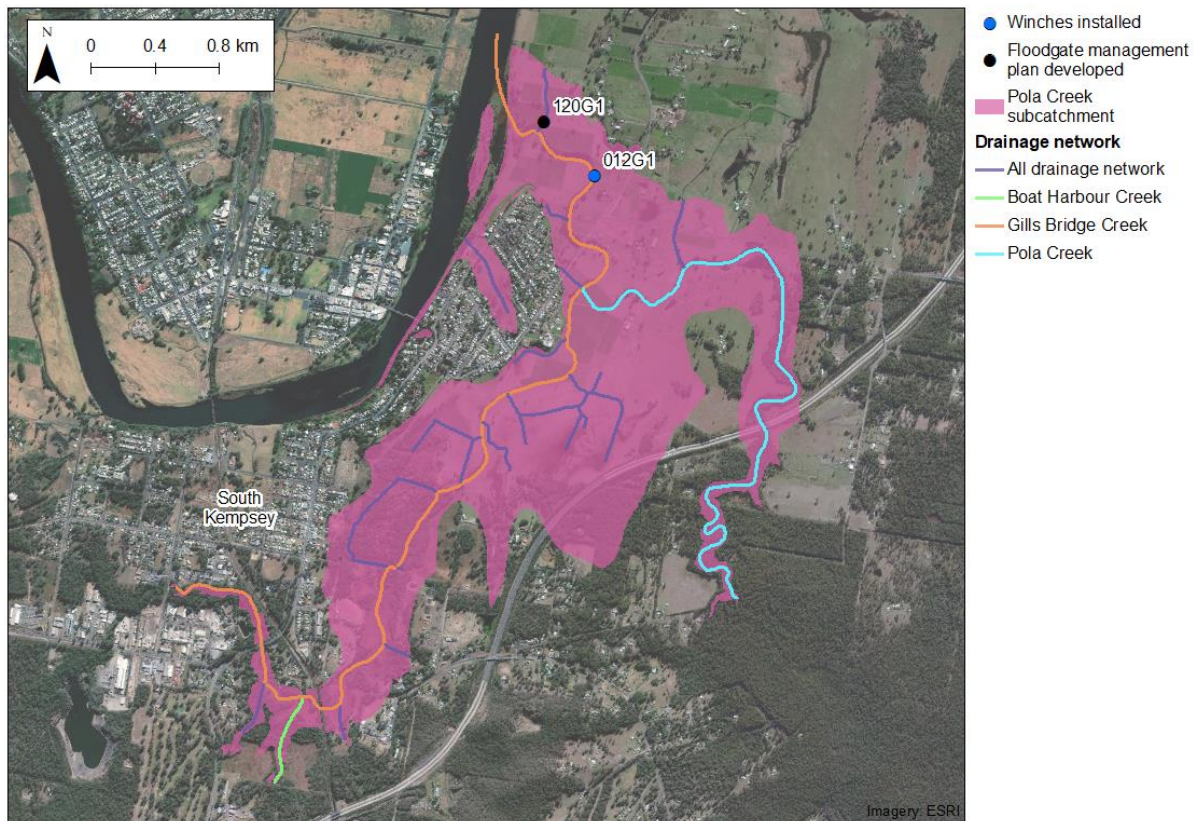 N
0 0.4 0.8 km
120G1
012G1
South
Kempsey
Imagery: ESRI
Winches installed
Floodgate management
plan developed
Pola Creek
subcatchment
Drainage network
All drainage network
Boat Harbour Creek
Gills Bridge Creek
Pola Creek